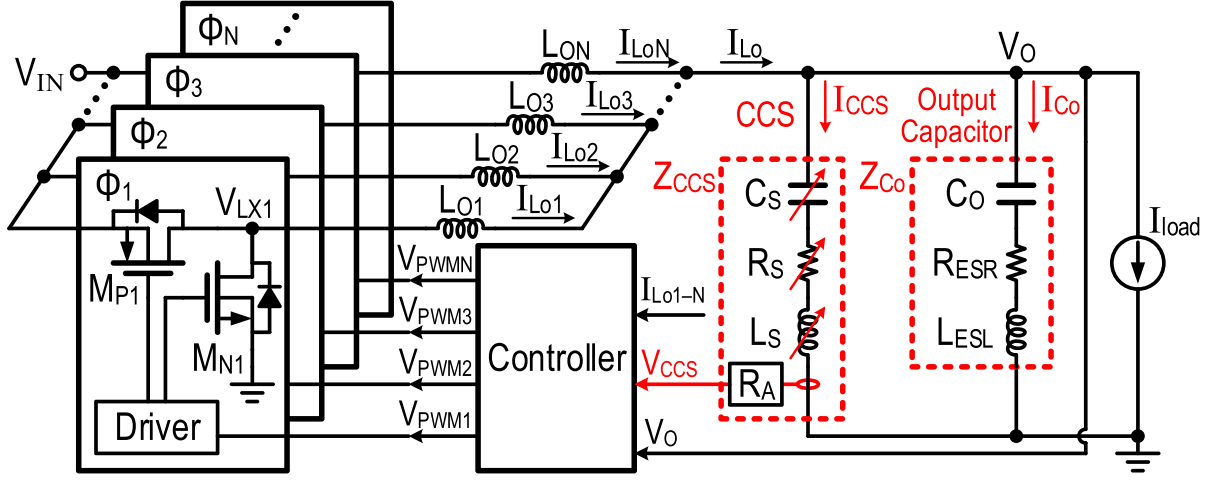 ΦN
LON
ILoN
ILo
VO
VIN
Φ3
LO3
ILo3
CCS
ICCS
Output
Capacitor
ICo
Φ2
LO2
ILo2
ZCCS
ZCo
Φ1
VLX1
LO1
ILo1
CS
CO
Iload
MP1
VPWMN
ILo1–N
RS
RESR
MN1
VPWM3
Controller
LS
LESL
VPWM2
VCCS
RA
Driver
VPWM1
VO